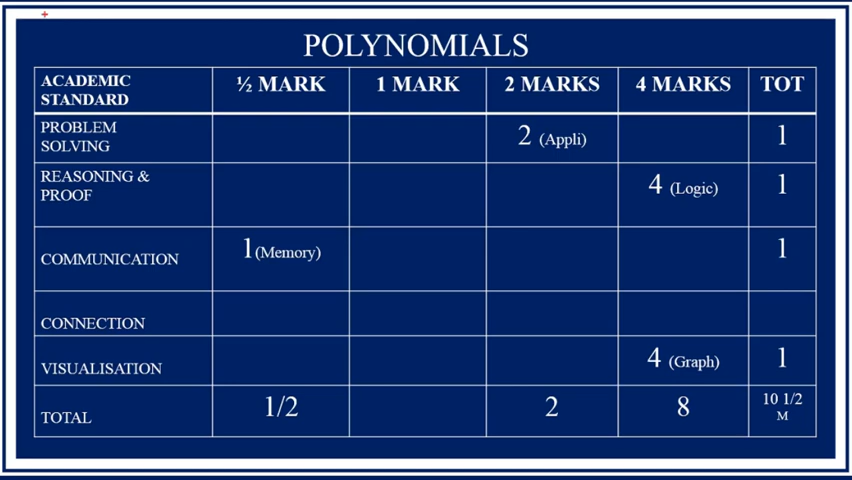 POLYNOMIALS
ACADEMIC STANDARD ½ MARK 1 MARK 2 MARKS 4 MARKS TOT
PROBLEM SOLVING 2 (Appli) 1
REASONING & PROOF 4 (Logic) 1
COMMUNICATION 1(Memory) 1
CONNECTION
VISUALISATION 4 (Graph) 1
TOTAL 1/2 2 8 10 1/2 M